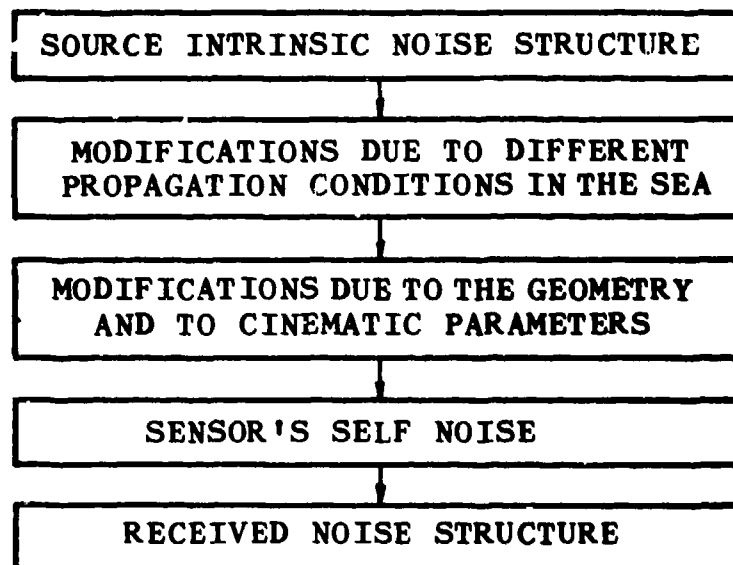 SOURCE INTRINSIC NOISE STRUCTURE
MODIFICATIONS DUE TO DIFFERENT
PROPAGATION CONDITIONS IN THE SEA
MODIFICATIONS DUE TO THE GEOMETRY
AND TO CINEMATIC PARAMETERS
SENSOR'S SELF NOISE
RECEIVED NOISE STRUCTURE